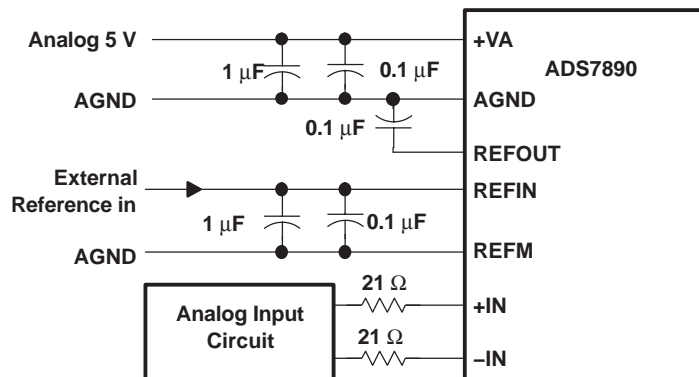 Analog 5 V
1 μF
0.1 μF
+VA
ADS7890
AGND
AGND
0.1 μF
REFOUT
External
Reference in
REFIN
1 μF
0.1 μF
AGND
REFM
21 Ω
+IN
Analog Input
Circuit
21 Ω
−IN